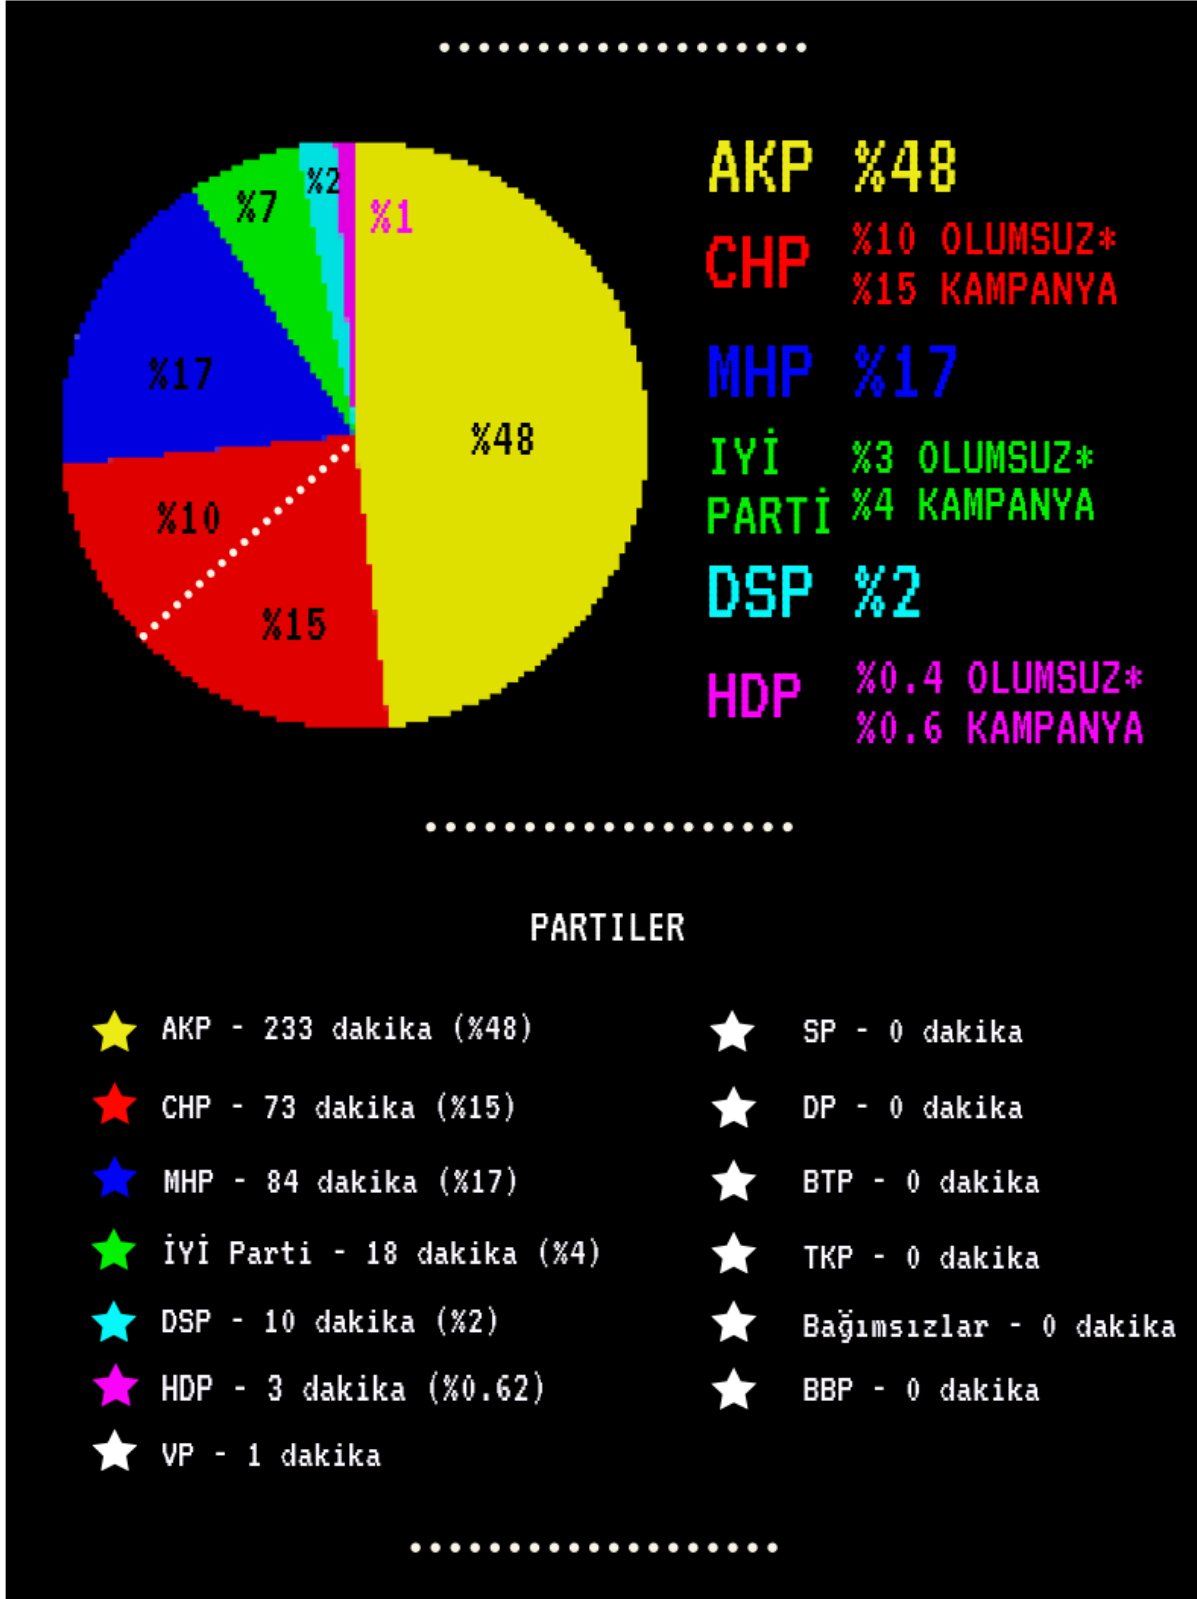 %2
%7
%1
%17
%48
%10
%15
AKP %48
CHP %10 OLUMSUZ*
%15 KAMPANYA
MHP %17
IYİ PARTİ %3 OLUMSUZ*
%4 KAMPANYA
DSP %2
HDP %0.4 OLUMSUZ*
%0.6 KAMPANYA
PARTILER
AKP - 233 dakika (%48)
CHP - 73 dakika (%15)
MHP - 84 dakika (%17)
İYİ Parti - 18 dakika (%4)
DSP - 10 dakika (%2)
HDP - 3 dakika (%0.62)
VP - 1 dakika
SP - 0 dakika
DP - 0 dakika
BTP - 0 dakika
TKP - 0 dakika
Bağımsızlar - 0 dakika
BBP - 0 dakika